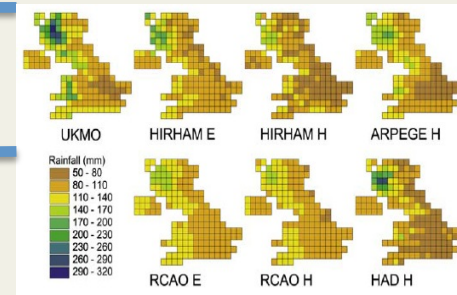 UKMO
HIRHAM E
HIRHAM H
ARPEGE H
Rainfall (mm)
50 - 80
80 - 110
110 - 140
140 - 170
170 - 200
200 - 230
230 - 260
260 - 290
290 - 320
RCAO E
RCAO H
HAD H